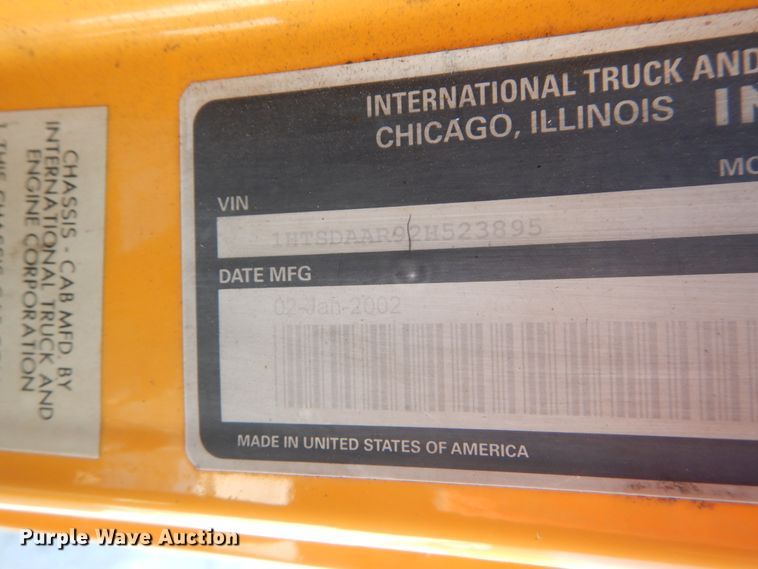 CHASSIS - CAB MFD. BY
INTERNATIONAL TRUCK AND
ENGINE CORPORATION
INTERNATIONAL TRUCK AND
CHICAGO, ILLINOIS
VIN
1HTSDAAR92H523895
DATE MFG
02-Jan-2002
MADE IN UNITED STATES OF AMERICA
Purple Wave Auction